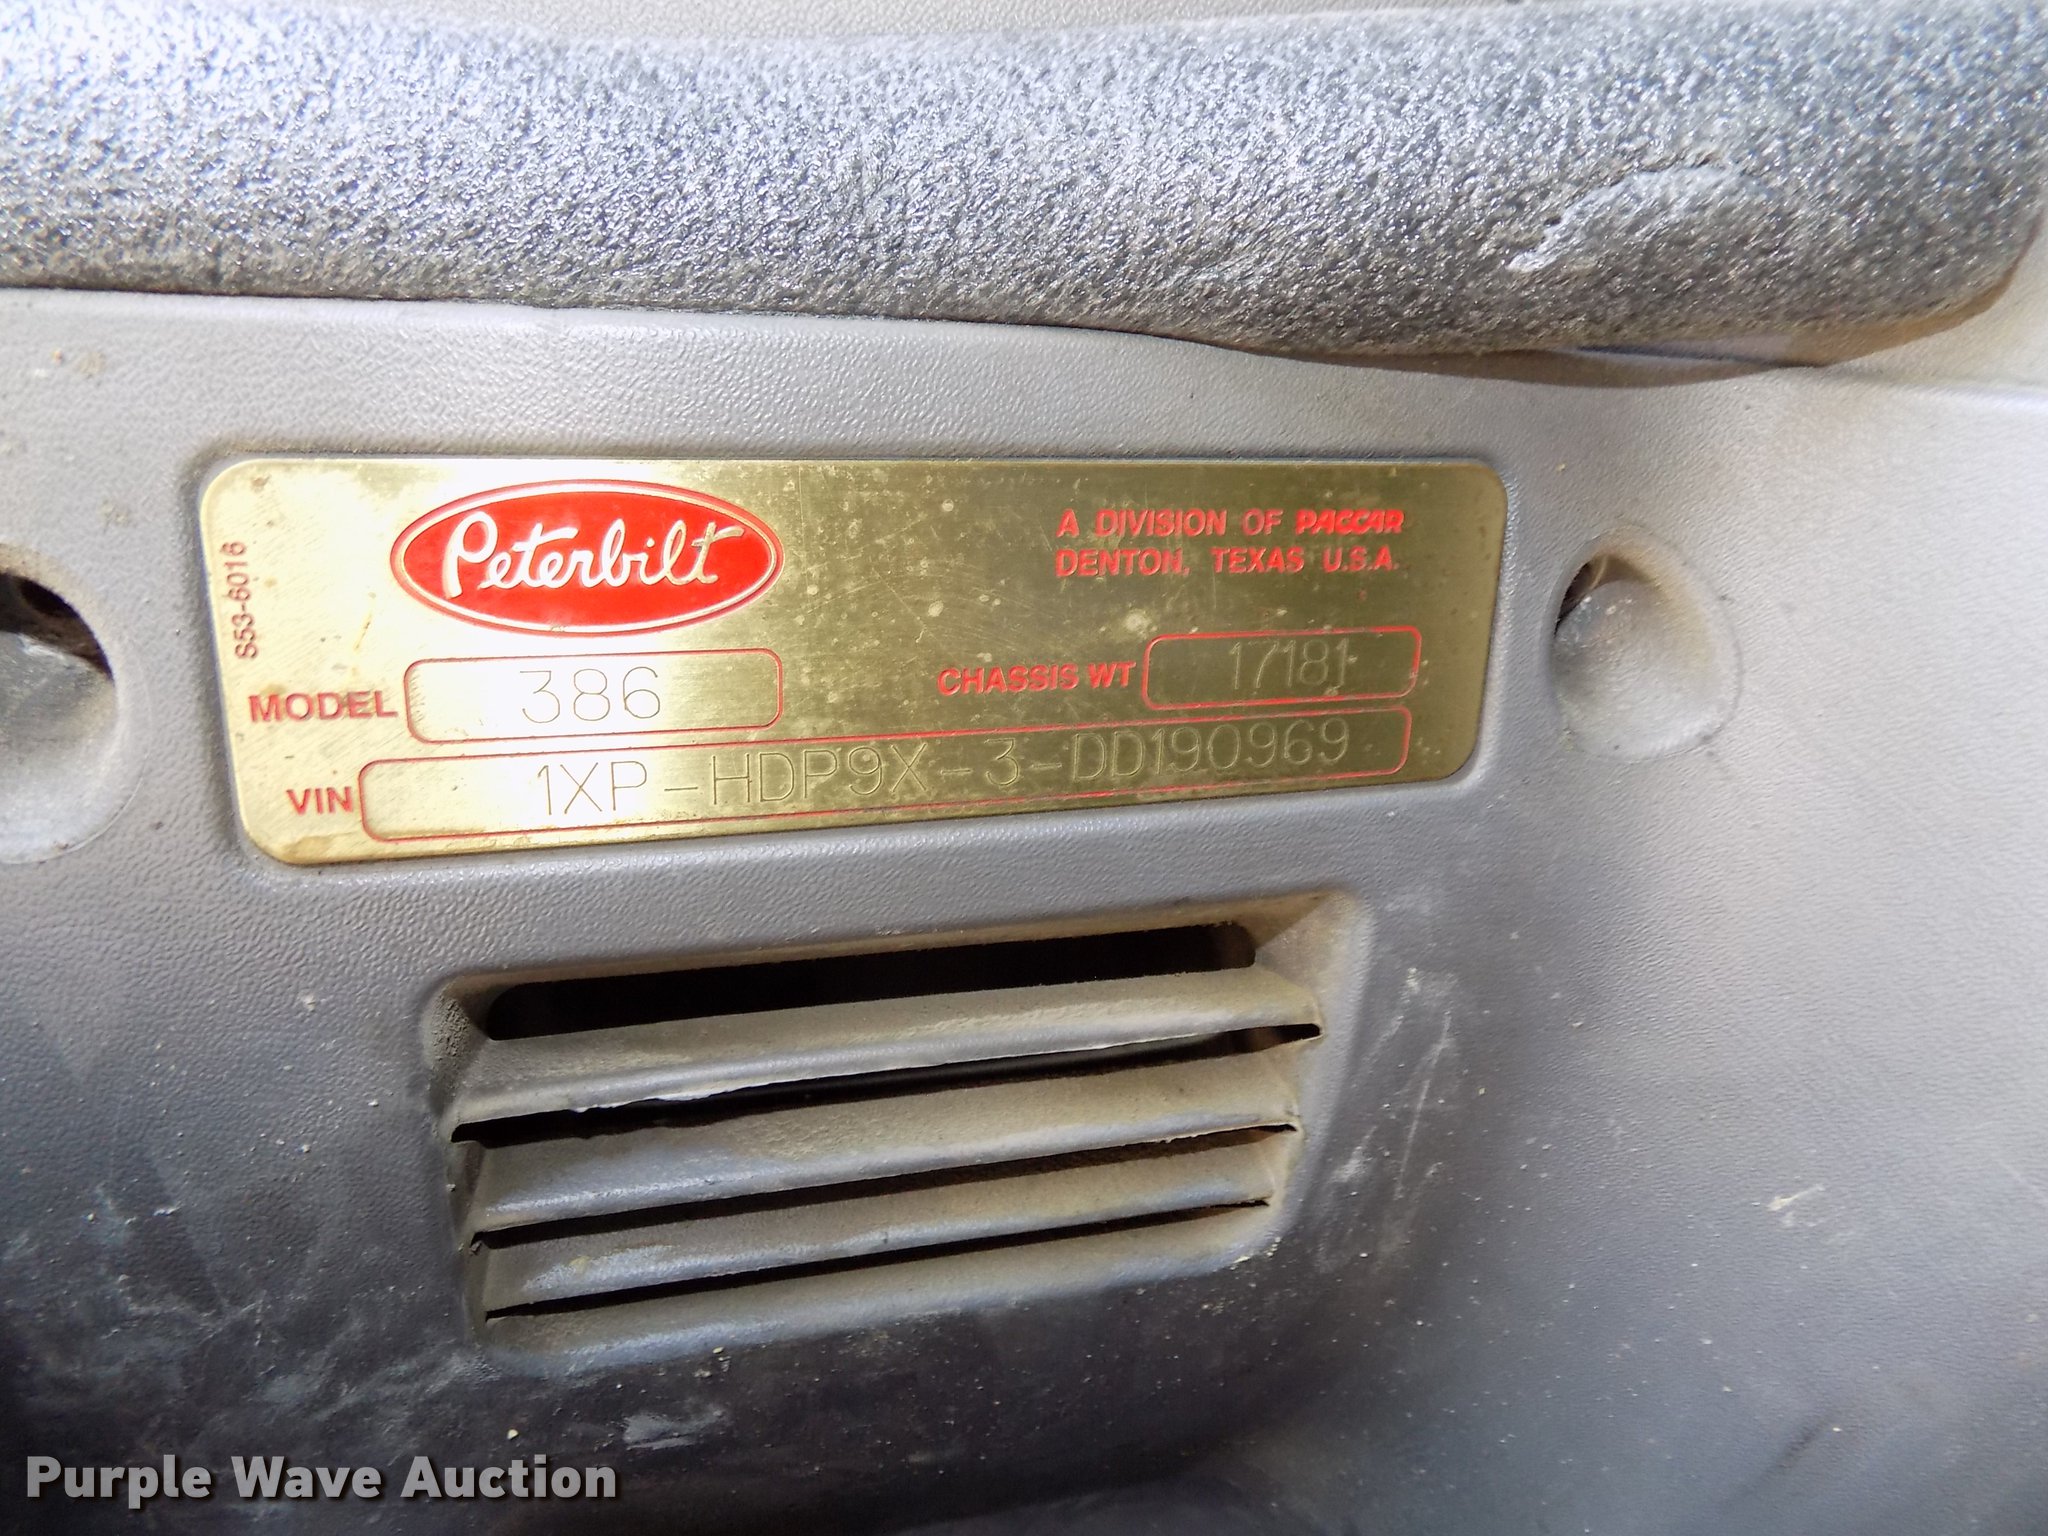 S53-6016
Peterbilt
A DIVISION OF PACCAR
DENTON, TEXAS U.S.A.
MODEL 386
CHASSIS WT 17181
VIN 1XP-HDP9X-3-DD190969
Purple Wave Auction